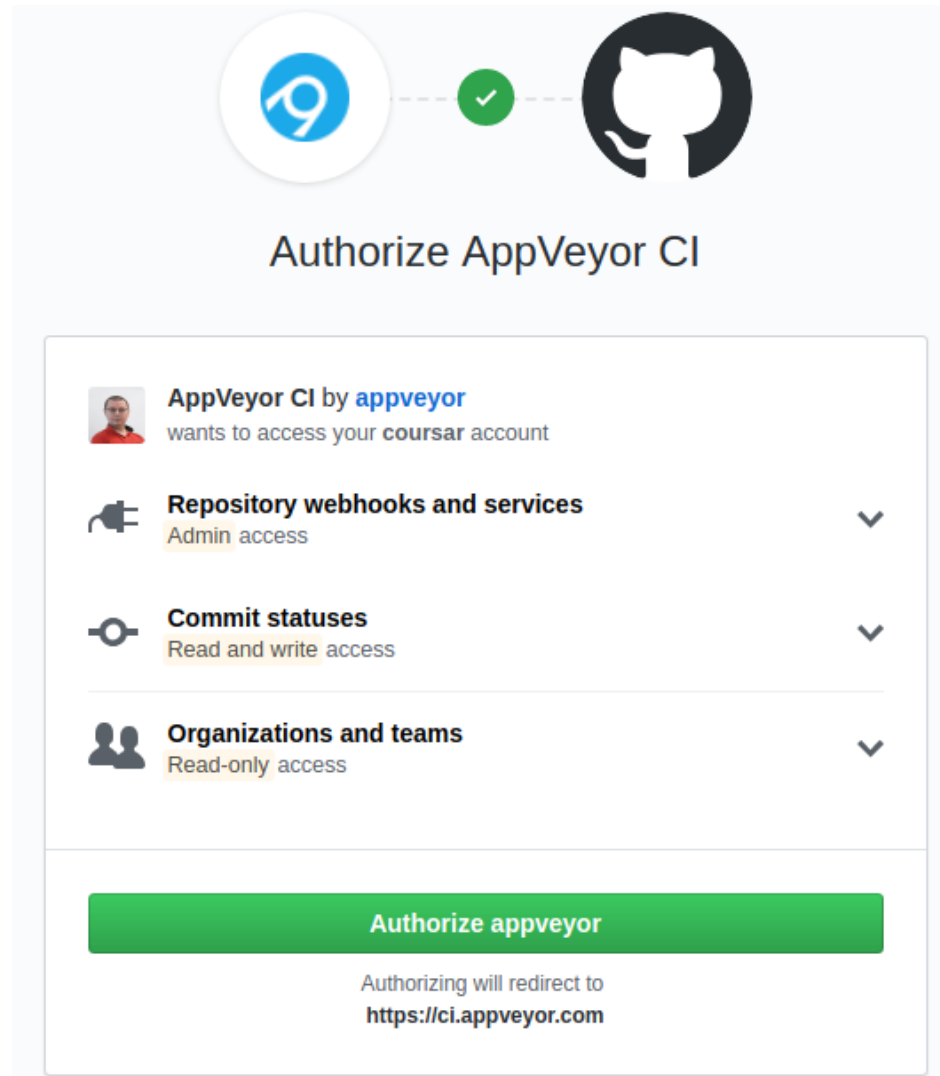 Authorize AppVeyor CI
AppVeyor CI by appveyor
wants to access your coursar account
Repository webhooks and services
Admin access
Commit statuses
Read and write access
Organizations and teams
Read-only access
Authorize appveyor
Authorizing will redirect to
https://ci.appveyor.com